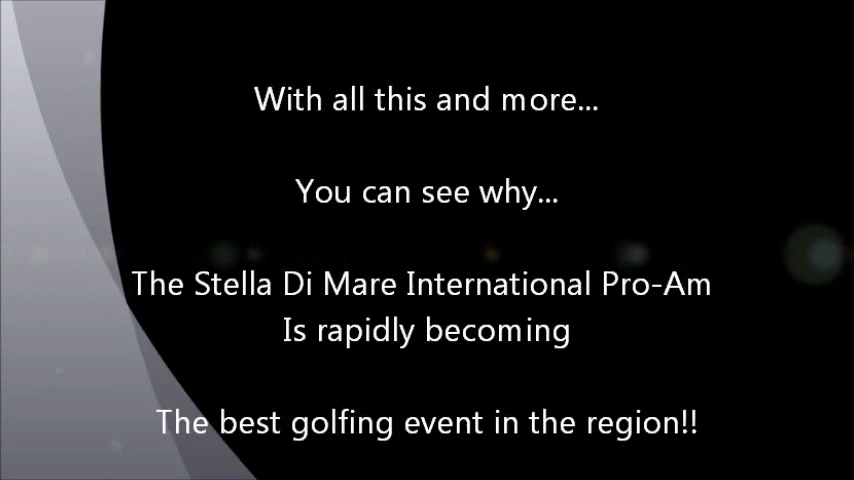 With all this and more...
You can see why...
The Stella Di Mare International Pro-Am
Is rapidly becoming
The best golfing event in the region!!